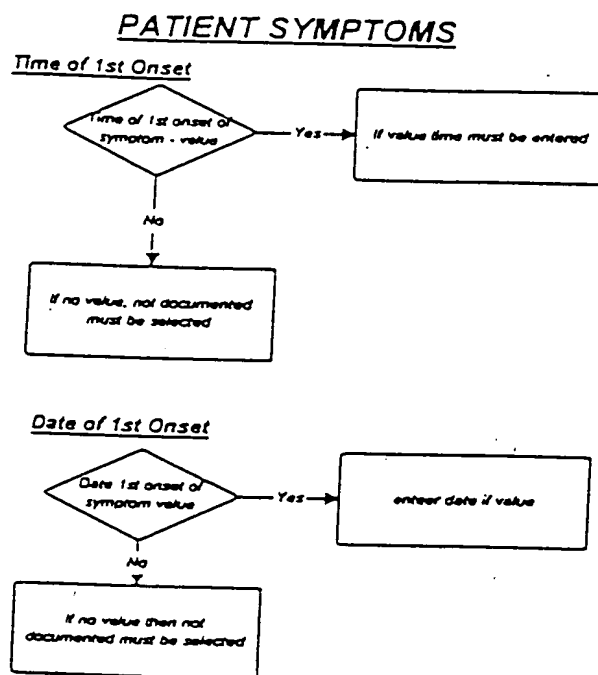 PATIENT SYMPTOMS
Time of 1st Onset
Time of 1st onset of
symptom - value
Yes
If value time must be entered
No
If no value, not documented
must be selected
Date of 1st Onset
Date 1st onset of
symptom value
Yes
enteer date if value
No
If no value then not
documented must be selected